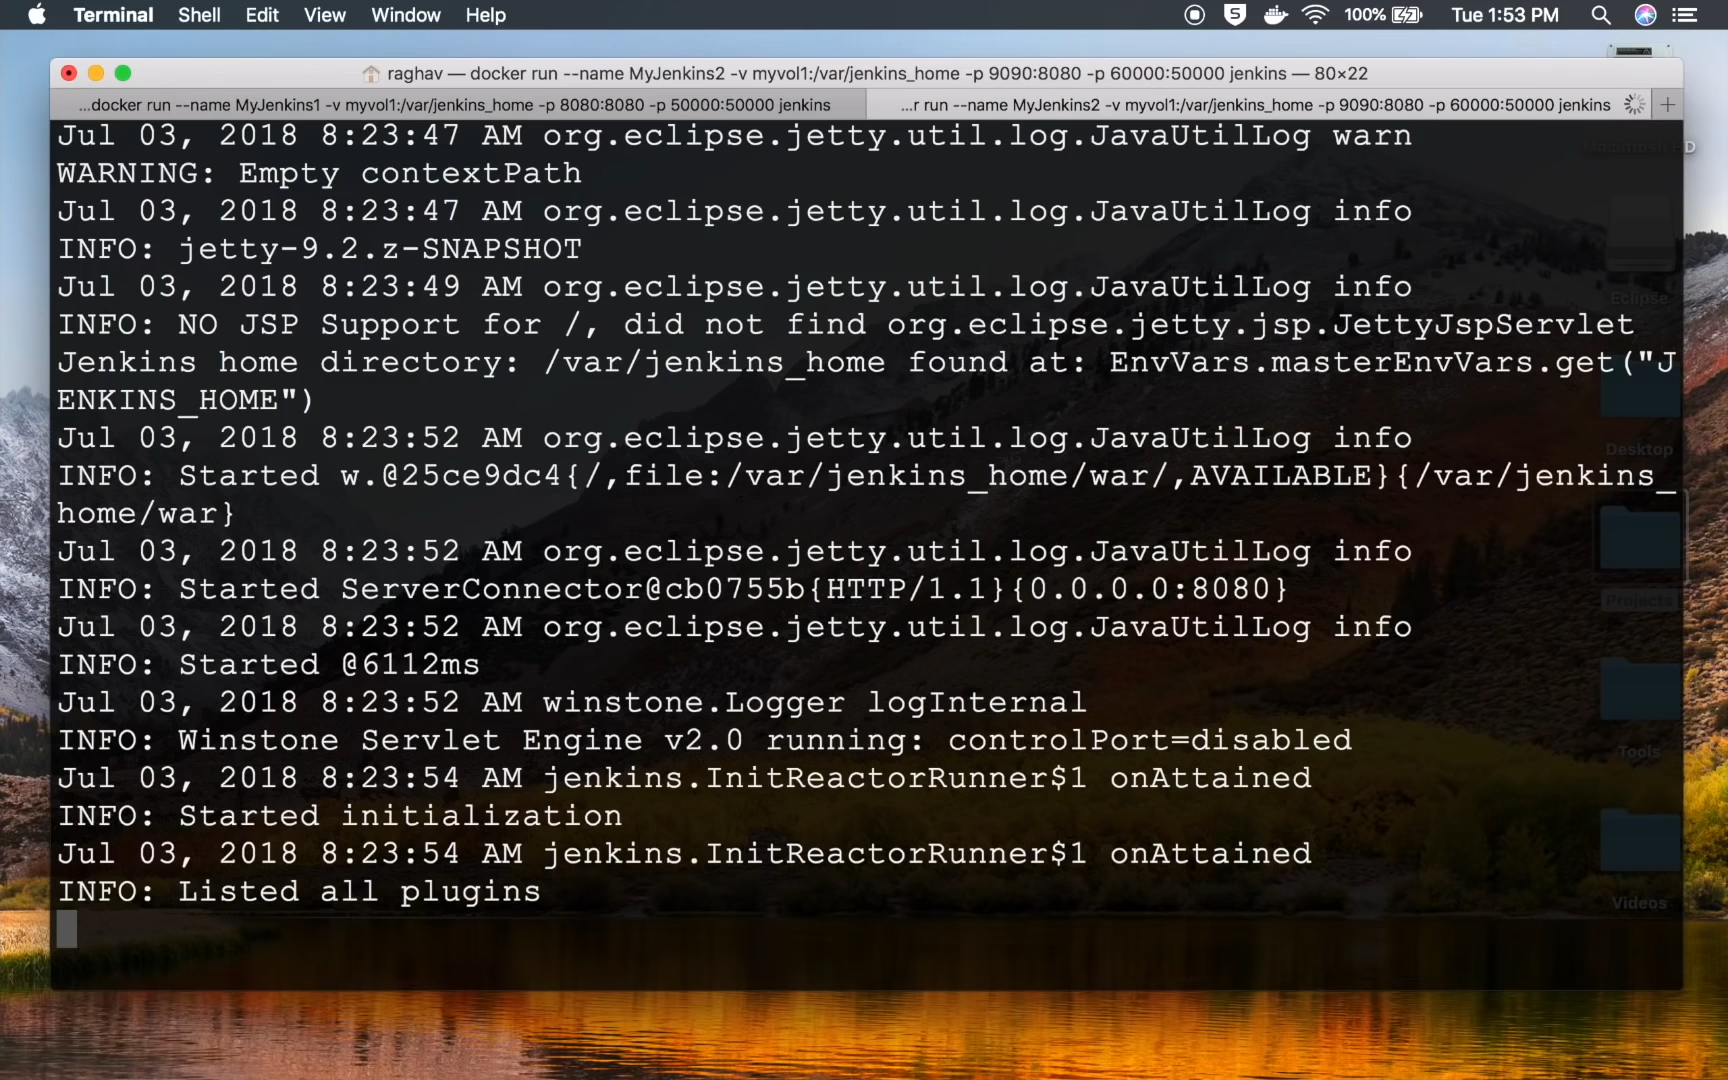 Terminal Shell Edit View Window Help 100% Tue 1:53 PM
raghav — docker run --name MyJenkins2 -v myvol1:/var/jenkins_home -p 9090:8080 -p 60000:50000 jenkins — 80×22
...docker run --name MyJenkins1 -v myvol1:/var/jenkins_home -p 8080:8080 -p 50000:50000 jenkins ...r run --name MyJenkins2 -v myvol1:/var/jenkins_home -p 9090:8080 -p 60000:50000 jenkins
Jul 03, 2018 8:23:47 AM org.eclipse.jetty.util.log.JavaUtilLog warn
Macintosh HD
WARNING: Empty contextPath
Jul 03, 2018 8:23:47 AM org.eclipse.jetty.util.log.JavaUtilLog info
INFO: jetty-9.2.z-SNAPSHOT
Jul 03, 2018 8:23:49 AM org.eclipse.jetty.util.log.JavaUtilLog info
Eclipse
INFO: NO JSP Support for /, did not find org.eclipse.jetty.jsp.JettyJspServlet
Jenkins home directory: /var/jenkins_home found at: EnvVars.masterEnvVars.get("J
ENKINS_HOME")
Jul 03, 2018 8:23:52 AM org.eclipse.jetty.util.log.JavaUtilLog info
Desktop
INFO: Started w.@25ce9dc4{/,file:/var/jenkins_home/war/,AVAILABLE}{/var/jenkins_
home/war}
Jul 03, 2018 8:23:52 AM org.eclipse.jetty.util.log.JavaUtilLog info
INFO: Started ServerConnector@cb0755b{HTTP/1.1}{0.0.0.0:8080}
Projects
Jul 03, 2018 8:23:52 AM org.eclipse.jetty.util.log.JavaUtilLog info
INFO: Started @6112ms
Jul 03, 2018 8:23:52 AM winstone.Logger logInternal
INFO: Winstone Servlet Engine v2.0 running: controlPort=disabled
Tools
Jul 03, 2018 8:23:54 AM jenkins.InitReactorRunner$1 onAttained
INFO: Started initialization
Jul 03, 2018 8:23:54 AM jenkins.InitReactorRunner$1 onAttained
INFO: Listed all plugins
Videos